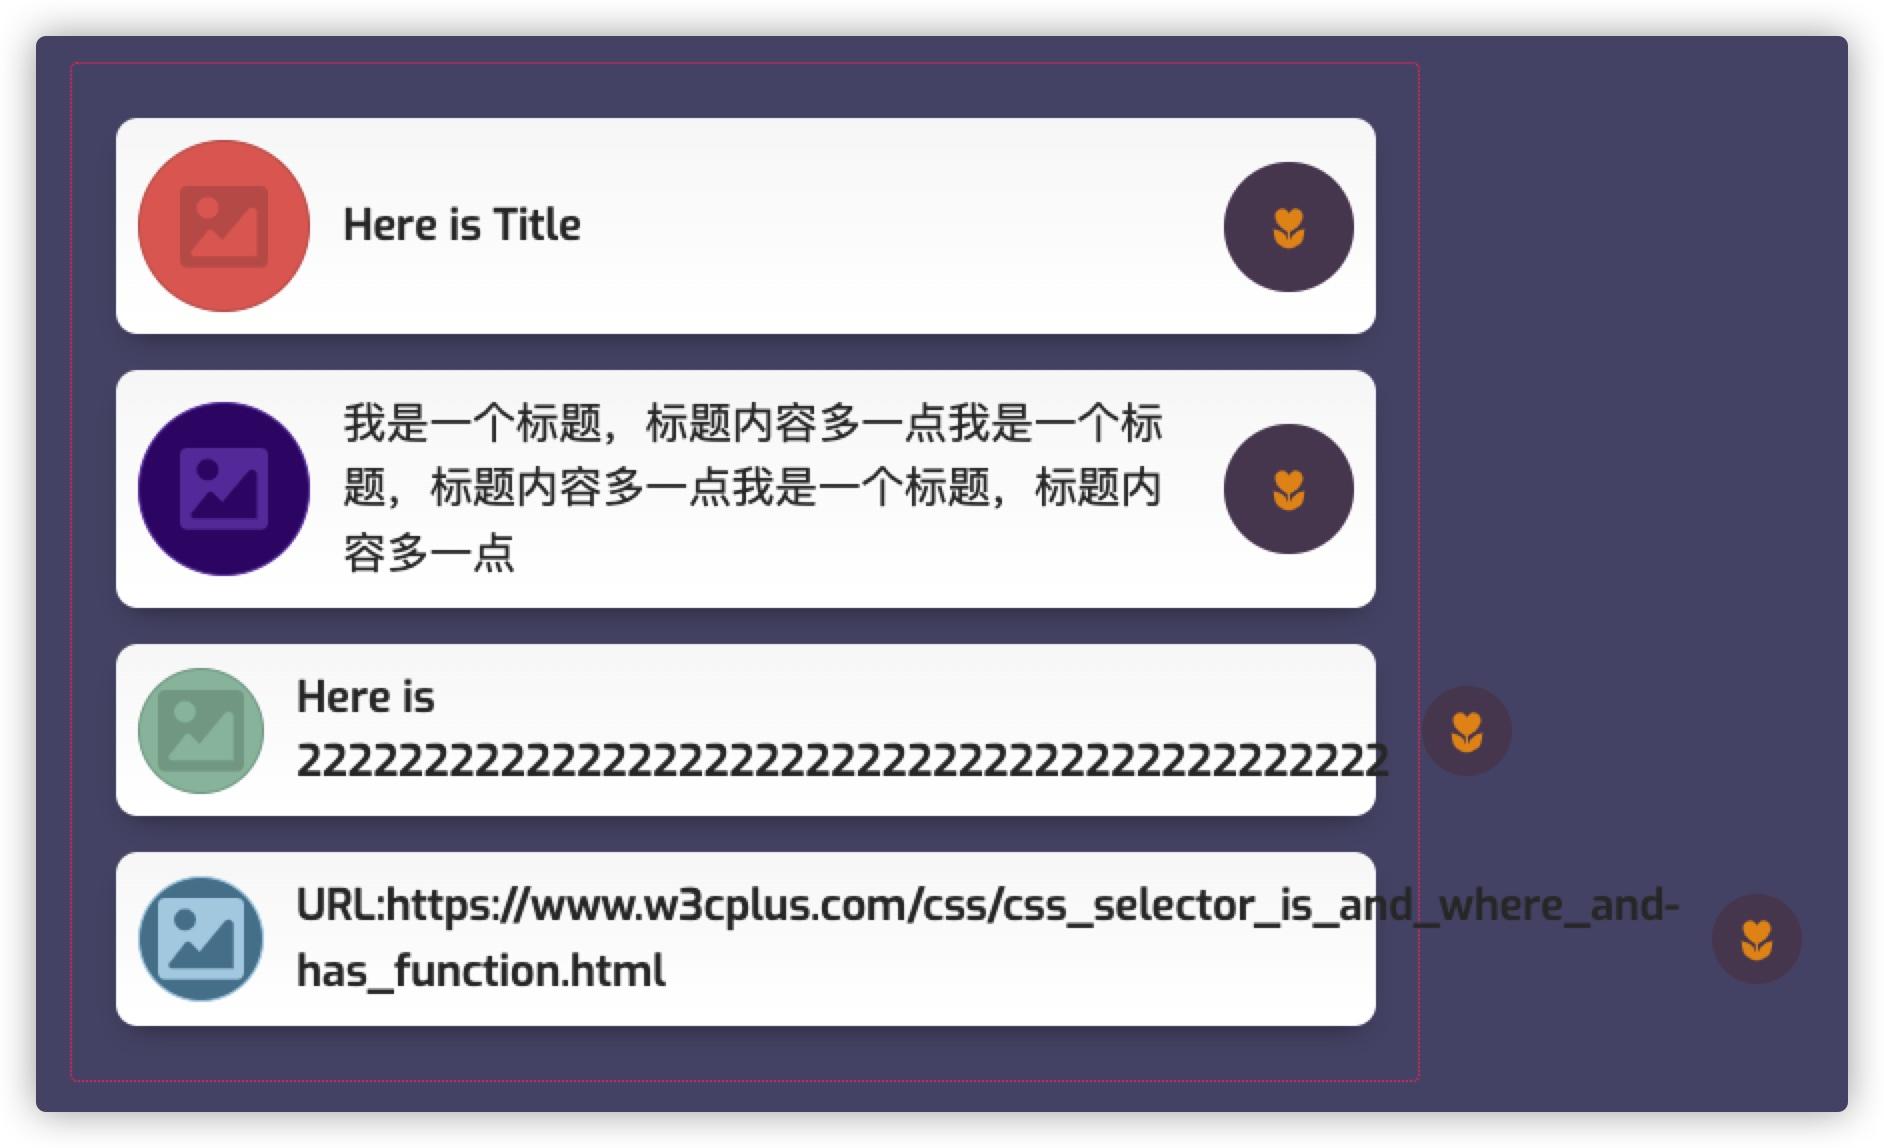 Here is Title
我是一个标题，标题内容多一点我是一个标
题，标题内容多一点我是一个标题，标题内
容多一点
Here is
2222222222222222222222222222222222222222222
URL:https://www.w3cplus.com/css/css_selector_is_and_where_and-
has_function.html